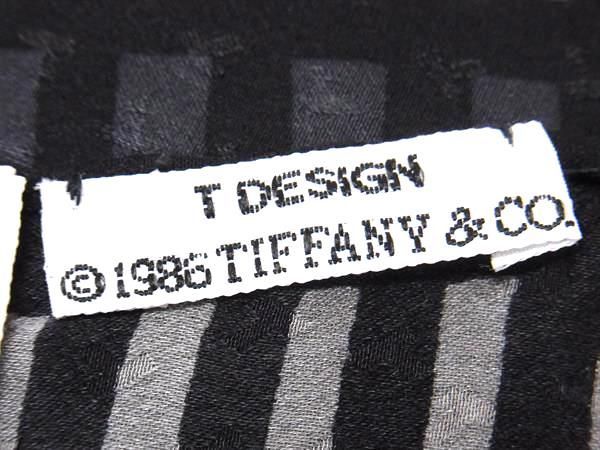 T DESIGN
©1986 TIFFANY & CO.